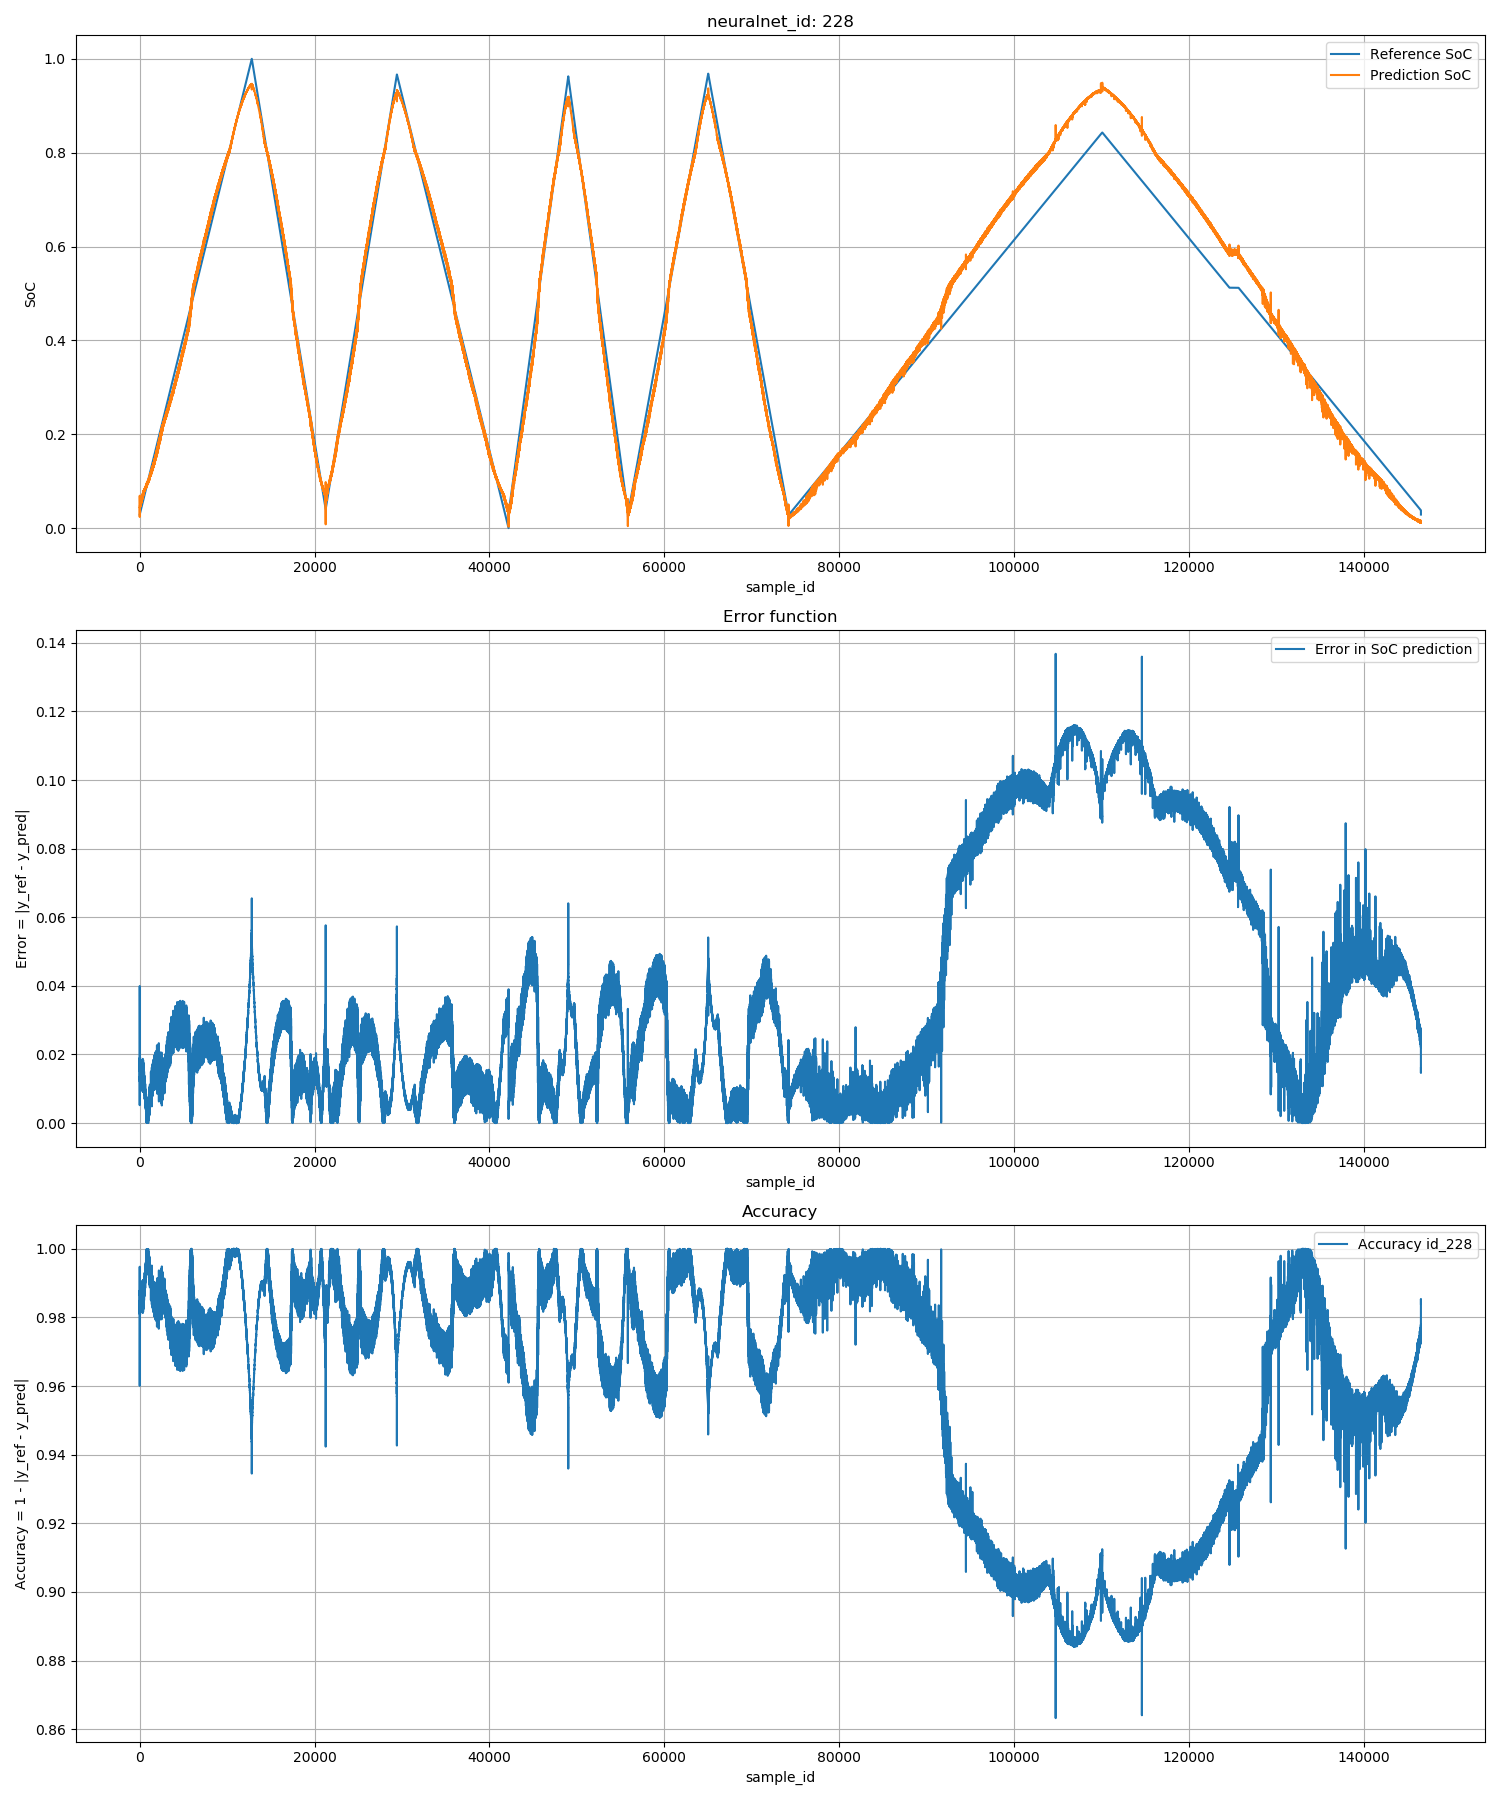 neuralnet_id: 228
Reference SoC
Prediction SoC
1.0
0.8
0.6
0.4
0.2
0.0
SoC
0 20000 40000 60000 80000 100000 120000 140000
sample_id
Error function
Error in SoC prediction
0.14
0.12
0.10
0.08
0.06
0.04
0.02
0.00
Error = |y_ref - y_pred|
0 20000 40000 60000 80000 100000 120000 140000
sample_id
Accuracy
Accuracy id_228
1.00
0.98
0.96
0.94
0.92
0.90
0.88
0.86
Accuracy = 1 - |y_ref - y_pred|
0 20000 40000 60000 80000 100000 120000 140000
sample_id